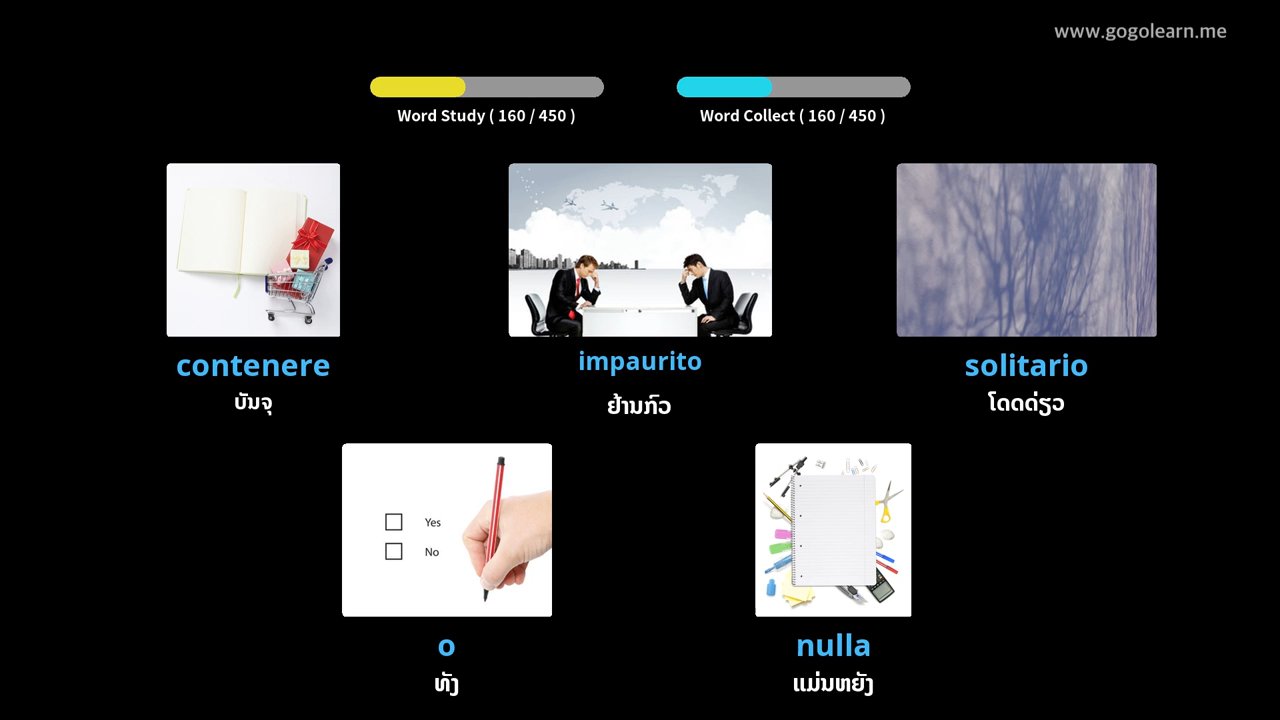 www.gogolearn.me
Word Study ( 160 / 450 )
Word Collect ( 160 / 450 )
contenere
ບັນຈຸ
impaurito
ຢ້ານກົວ
solitario
ໂດດດ່ຽວ
Yes
No
o
ທັງ
nulla
ແມ່ນຫຍັງ